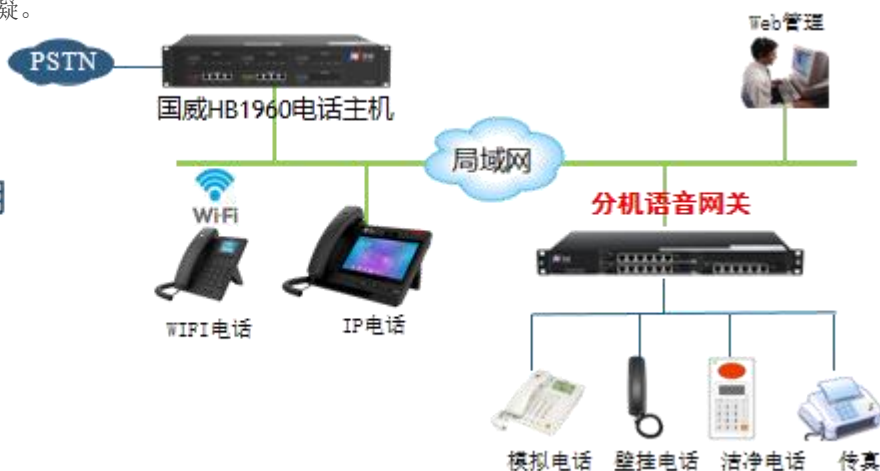 疑。
Web管理
PSTN
国威HB1960电话主机
局域网
WiFi
分机语音网关
WIFI电话
IP电话
模拟电话
壁挂电话
洁净电话
传真